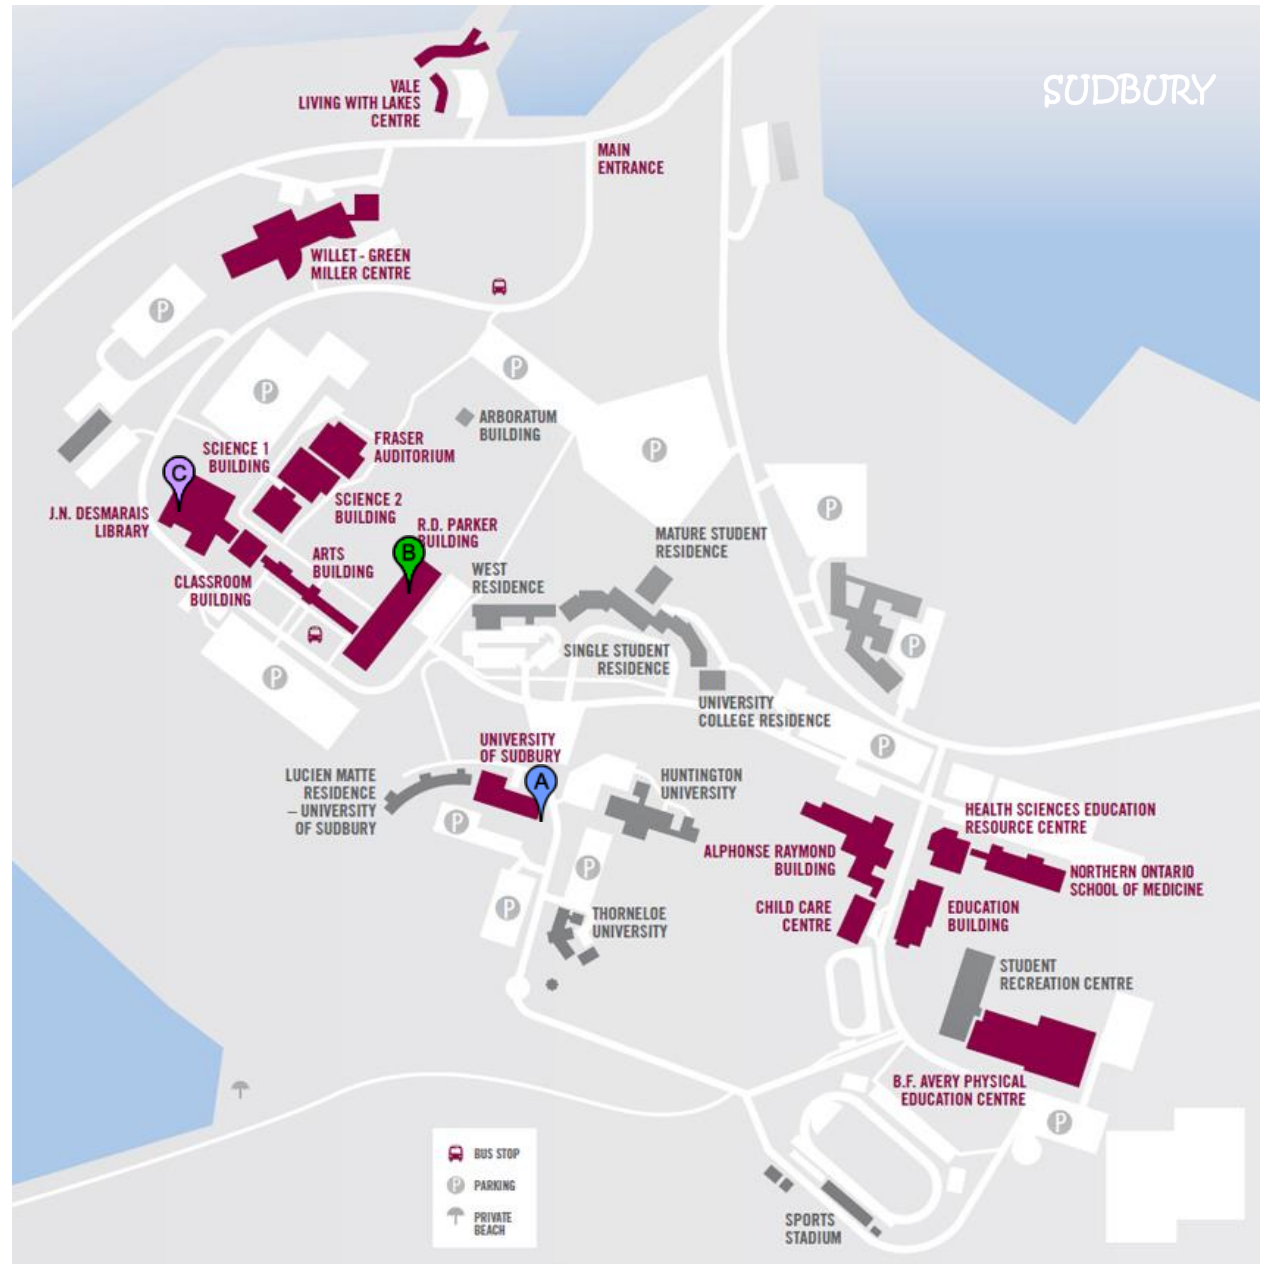 SUDBURY
VALE
LIVING WITH LAKES
CENTRE
MAIN
ENTRANCE
WILLET - GREEN
MILLER CENTRE
P
P
P
ARBORATUM
BUILDING
FRASER
AUDITORIUM
P
SCIENCE 1
BUILDING
C
J.N. DESMARAIS
LIBRARY
SCIENCE 2
BUILDING
P
R.D. PARKER
BUILDING
B
MATURE STUDENT
RESIDENCE
ARTS
BUILDING
CLASSROOM
BUILDING
WEST
RESIDENCE
SINGLE STUDENT
RESIDENCE
P
P
UNIVERSITY
COLLEGE RESIDENCE
P
UNIVERSITY
OF SUDBURY
A
LUCIEN MATTE
RESIDENCE
– UNIVERSITY
OF SUDBURY
HUNTINGTON
UNIVERSITY
P
HEALTH SCIENCES EDUCATION
RESOURCE CENTRE
ALPHONSE RAYMOND
BUILDING
P
NORTHERN ONTARIO
SCHOOL OF MEDICINE
P
THORNELOE
UNIVERSITY
CHILD CARE
CENTRE
EDUCATION
BUILDING
STUDENT
RECREATION CENTRE
B.F. AVERY PHYSICAL
EDUCATION CENTRE
P
BUS STOP
P PARKING
PRIVATE
BEACH
SPORTS
STADIUM